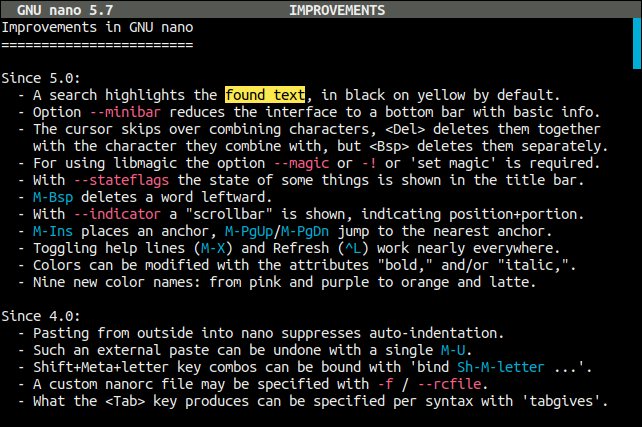 GNU nano 5.7 IMPROVEMENTS
Improvements in GNU nano
========================
Since 5.0:
- A search highlights the found text, in black on yellow by default.
- Option --minibar reduces the interface to a bottom bar with basic info.
- The cursor skips over combining characters, <Del> deletes them together
with the character they combine with, but <Bsp> deletes them separately.
- For using libmagic the option --magic or -! or 'set magic' is required.
- With --stateflags the state of some things is shown in the title bar.
- M-Bsp deletes a word leftward.
- With --indicator a "scrollbar" is shown, indicating position+portion.
- M-Ins places an anchor, M-PgUp/M-PgDn jump to the nearest anchor.
- Toggling help lines (M-X) and Refresh (^L) work nearly everywhere.
- Colors can be modified with the attributes "bold," and/or "italic,".
- Nine new color names: from pink and purple to orange and latte.
Since 4.0:
- Pasting from outside into nano suppresses auto-indentation.
- Such an external paste can be undone with a single M-U.
- Shift+Meta+letter key combos can be bound with 'bind Sh-M-letter ...'.
- A custom nanorc file may be specified with -f / --rcfile.
- What the <Tab> key produces can be specified per syntax with 'tabgives'.